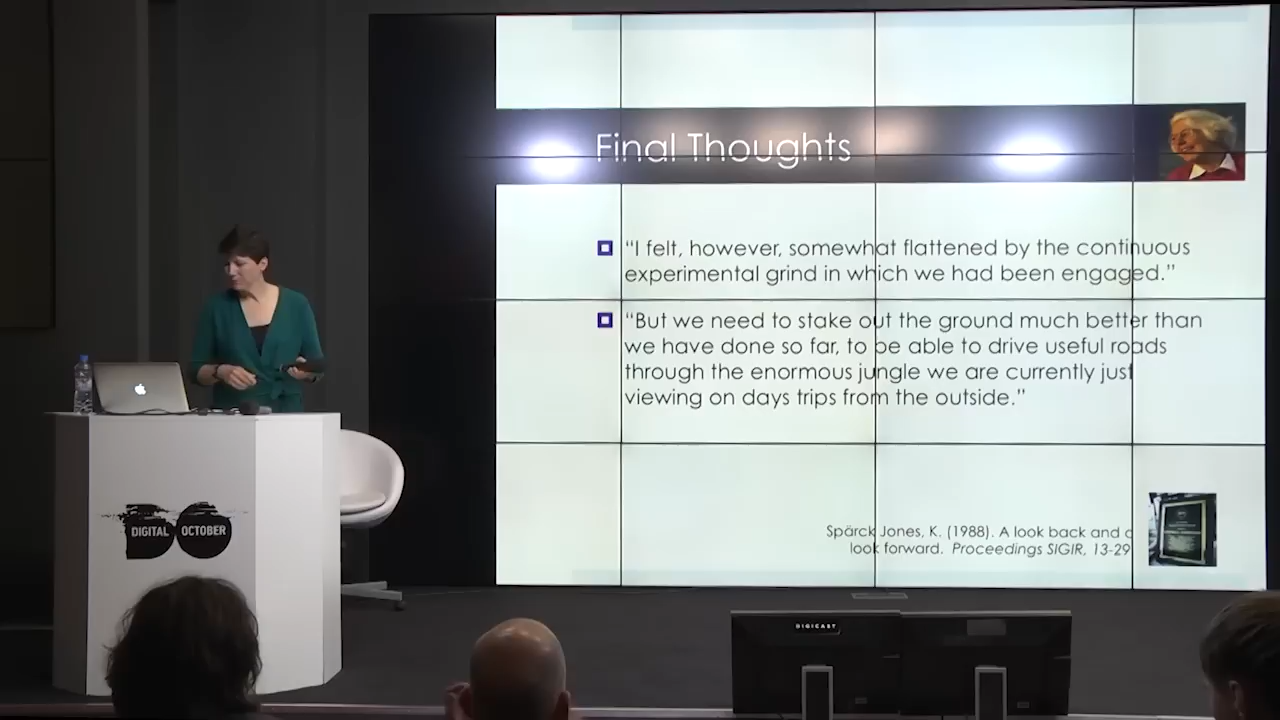 Final Thoughts
“I felt, however, somewhat flattened by the continuous
experimental grind in which we had been engaged.”
“But we need to stake out the ground much better than
we have done so far, to be able to drive useful roads
through the enormous jungle we are currently just
viewing on days trips from the outside.”
Spärck Jones, K. (1988). A look back and a
look forward. Proceedings SIGIR, 13-29
DIGITAL OCTOBER
DIGICAST